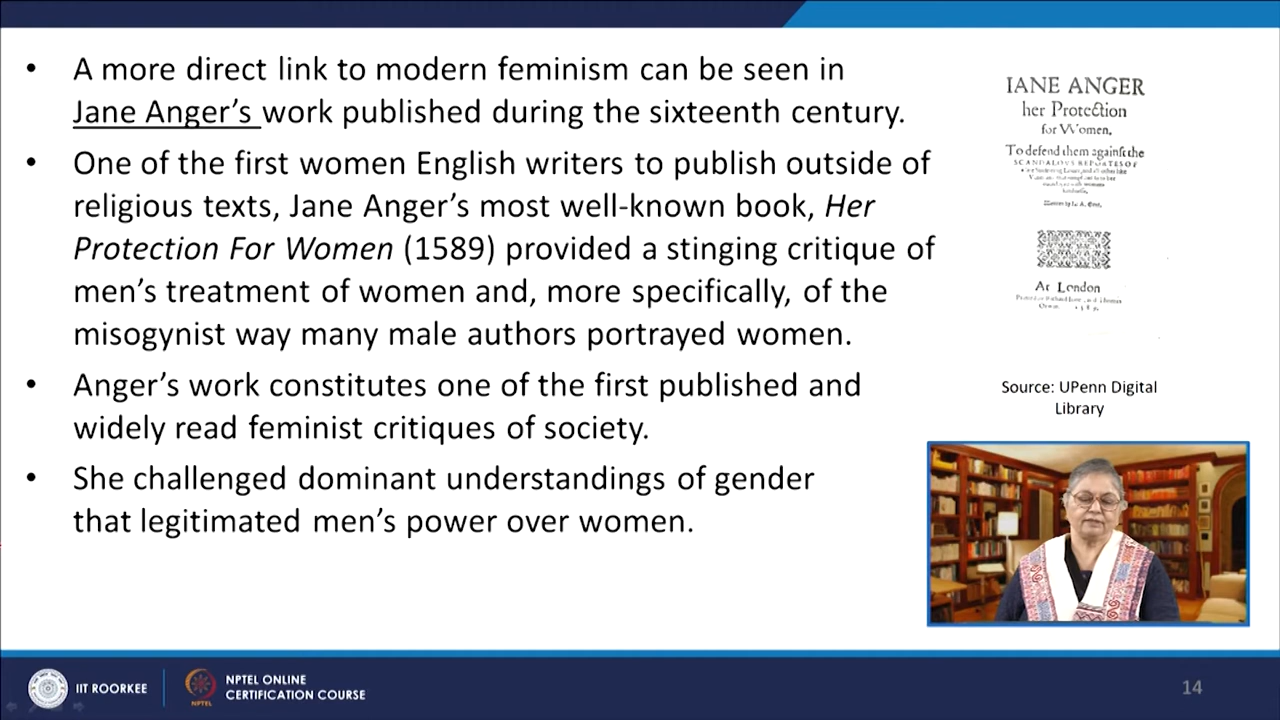 • A more direct link to modern feminism can be seen in
Jane Anger’s work published during the sixteenth century.
• One of the first women English writers to publish outside of
religious texts, Jane Anger’s most well-known book, Her
Protection For Women (1589) provided a stinging critique of
men’s treatment of women and, more specifically, of the
misogynist way many male authors portrayed women.
• Anger’s work constitutes one of the first published and
widely read feminist critiques of society.
• She challenged dominant understandings of gender
that legitimated men’s power over women.
IANE ANGER
her Protection
for VVomen,
To defend them againſt the
SCANDALOVS REPORTES OF
At London
Source: UPenn Digital
Library
IIT ROORKEE
NPTEL
NPTEL ONLINE
CERTIFICATION COURSE
14